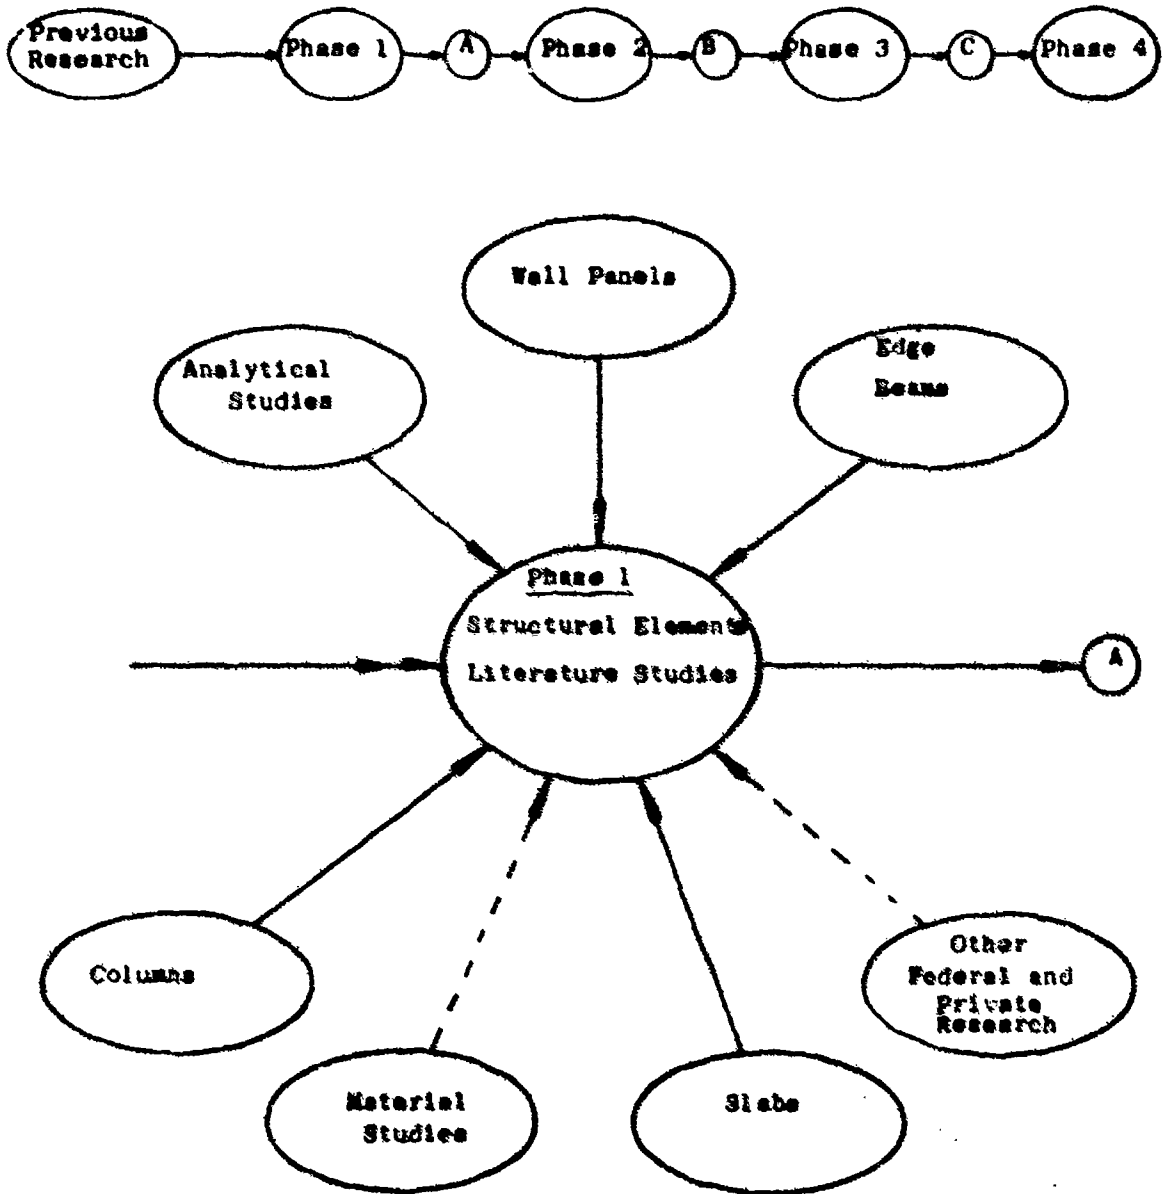 Previous
Research
Phase 1
A
Phase 2
B
Phase 3
C
Phase 4
Wall Panels
Analytical
Studies
Edge
Beams
Phase 1
Structural Elements
Literature Studies
A
Columns
Other
Federal and
Private
Research
Material
Studies
Slabs